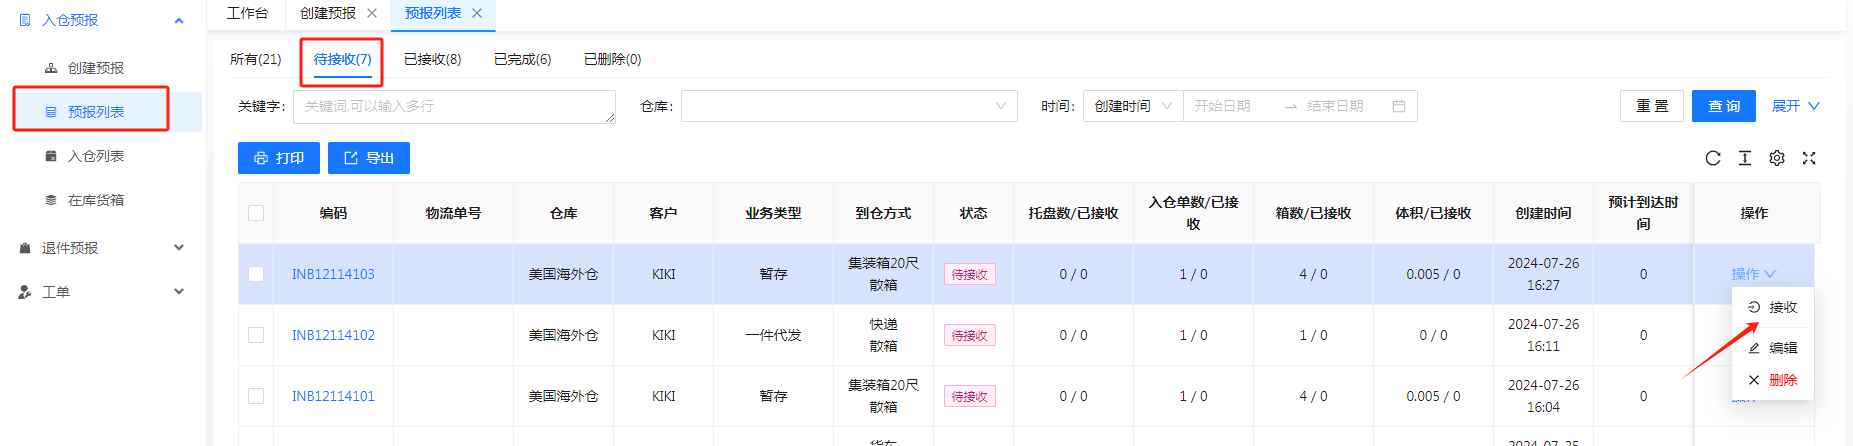 入仓预报
创建预报
预报列表
入仓列表
在库货箱
退件预报
工单
工作台 创建预报 预报列表
所有(21) 待接收(7) 已接收(8) 已完成(6) 已删除(0)
关键字: 关键词,可以输入多行 仓库: 时间: 创建时间 开始日期 结束日期 重 置 查 询 展开
打印 导出
编码 物流单号 仓库 客户 业务类型 到仓方式 状态 托盘数/已接收 入仓单数/已接收 箱数/已接收 体积/已接收 创建时间 预计到达时间 操作
INB12114103 美国海外仓 KIKI 暂存 集装箱20尺 散箱 待接收 0 / 0 1 / 0 4 / 0 0.005 / 0 2024-07-26 16:27 0 操作
接收
编辑
删除
INB12114102 美国海外仓 KIKI 一件代发 快递 散箱 待接收 0 / 0 1 / 0 1 / 0 0 / 0 2024-07-26 16:11 0
INB12114101 美国海外仓 KIKI 暂存 集装箱20尺 散箱 待接收 0 / 0 1 / 0 4 / 0 0.005 / 0 2024-07-26 16:04 0
2024-07-25